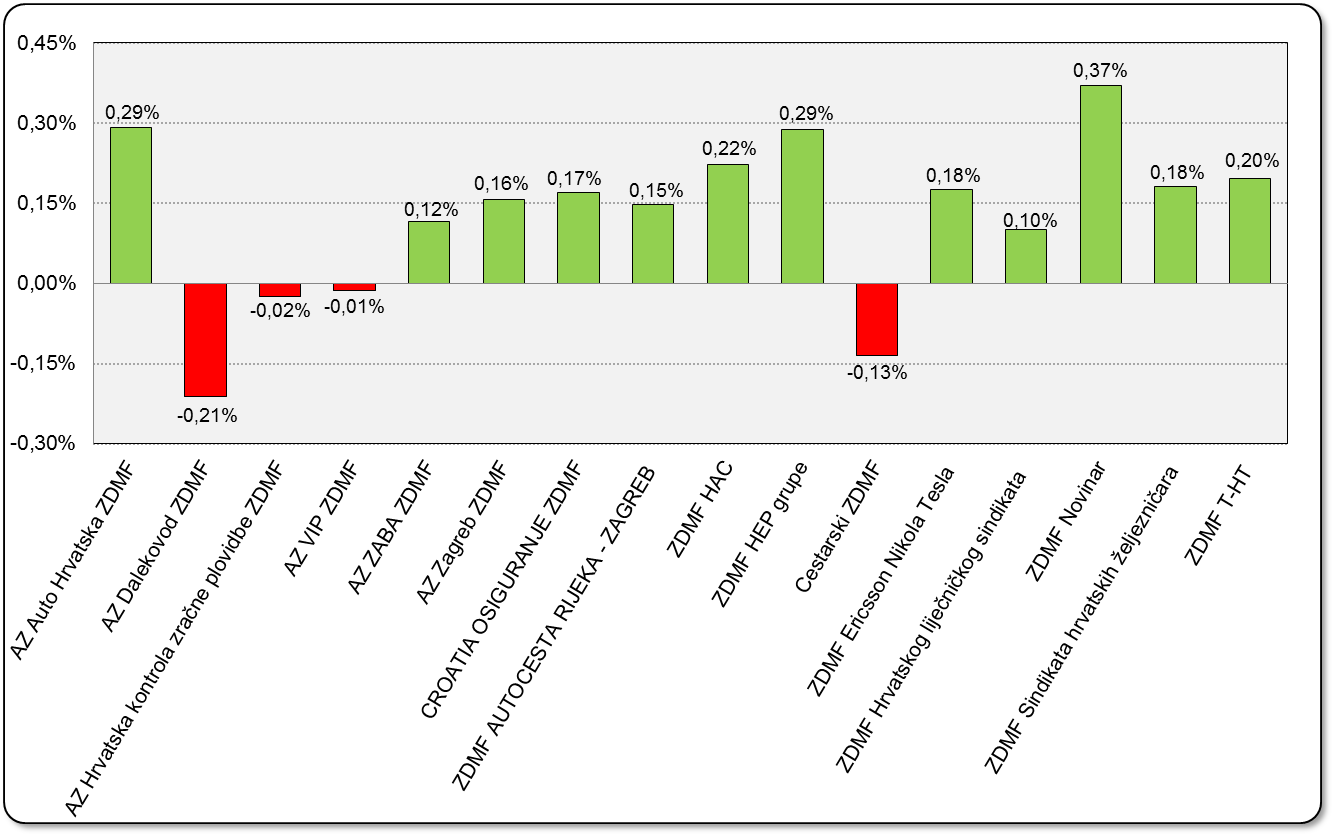 0,45%
0,30%
0,15%
0,00%
-0,15%
-0,30%
0,29%
-0,21%
-0,02%
-0,01%
0,12%
0,16%
0,17%
0,15%
0,22%
0,29%
-0,13%
0,18%
0,10%
0,37%
0,18%
0,20%
AZ Auto Hrvatska ZDMF
AZ Dalekovod ZDMF
AZ Hrvatska kontrola zračne plovidbe ZDMF
AZ VIP ZDMF
AZ ZABA ZDMF
AZ Zagreb ZDMF
CROATIA OSIGURANJE ZDMF
ZDMF AUTOCESTA RIJEKA - ZAGREB
ZDMF HAC
ZDMF HEP grupe
Cestarski ZDMF
ZDMF Ericsson Nikola Tesla
ZDMF Hrvatskog liječničkog sindikata
ZDMF Novinar
ZDMF Sindikata hrvatskih željezničara
ZDMF T-HT